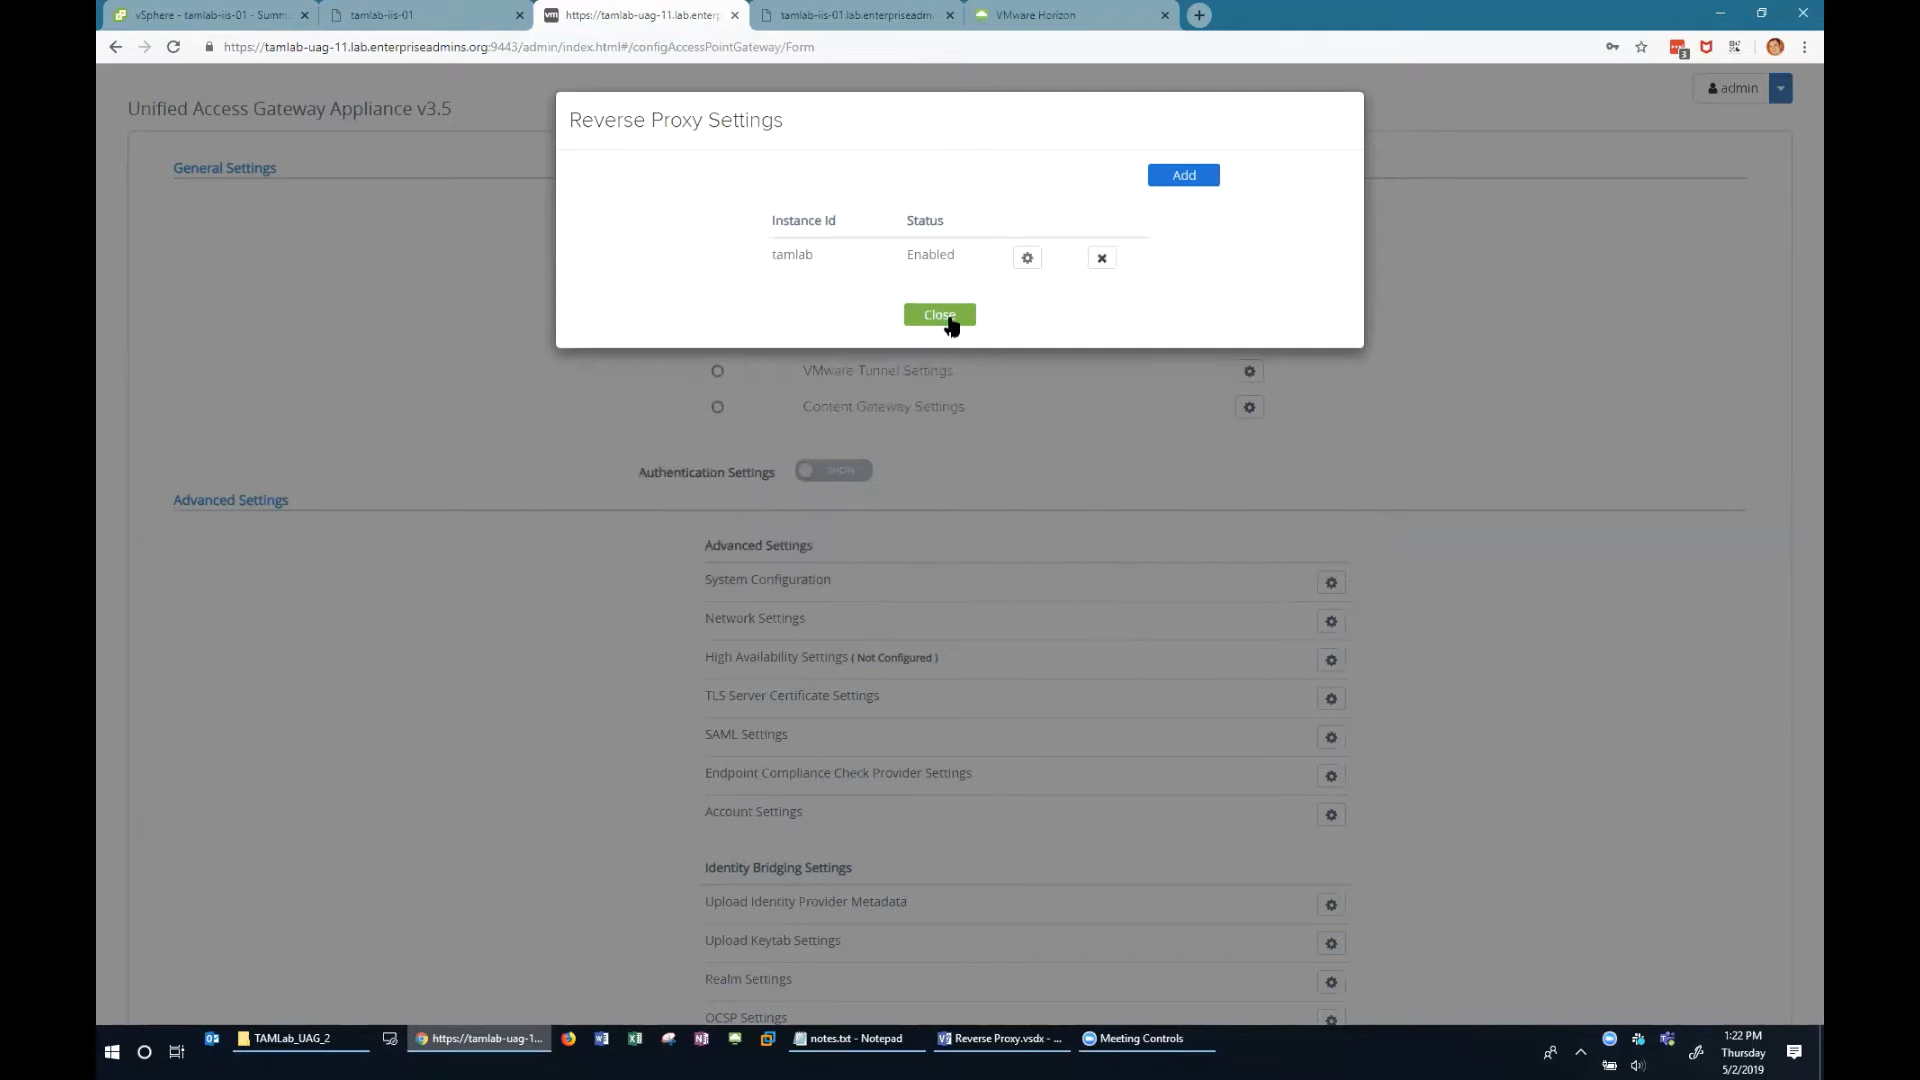 vSphere - tamlab-iis-01 - Summ
tamlab-iis-01
https://tamlab-uag-11.lab.enterp
tamlab-iis-01.lab.enterpriseadm
VMware Horizon
https://tamlab-uag-11.lab.enterpriseadmins.org:9443/admin/index.html#/configAccessPointGateway/Form
3
Unified Access Gateway Appliance v3.5
admin
Reverse Proxy Settings
General Settings
Add
Instance Id Status
tamlab Enabled
Close
VMware Tunnel Settings
Content Gateway Settings
Authentication Settings SHOW
Advanced Settings
Advanced Settings
System Configuration
Network Settings
High Availability Settings ( Not Configured )
TLS Server Certificate Settings
SAML Settings
Endpoint Compliance Check Provider Settings
Account Settings
Identity Bridging Settings
Upload Identity Provider Metadata
Upload Keytab Settings
Realm Settings
OCSP Settings
TAMLab_UAG_2
https://tamlab-uag-1...
notes.txt - Notepad
Reverse Proxy.vsdx - ...
Meeting Controls
1:22 PM
Thursday
5/2/2019